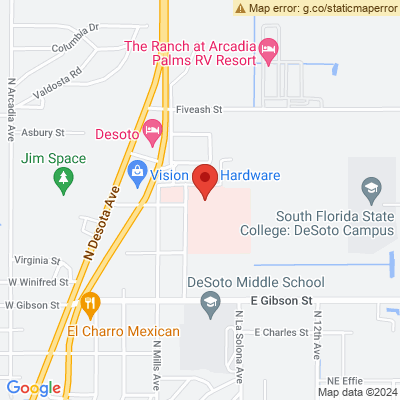 Map error: g.co/staticmaperror
Columbia Dr
The Ranch at Arcadia
Palms RV Resort
Valdosta Rd
N Arcadia Ave
Fiveash St
Asbury St
Desoto
Jim Space
Vision
Hardware
N Desota Ave
South Florida State
College: DeSoto Campus
Virginia St
W Winifred St
DeSoto Middle School
W Gibson St
E Gibson St
El Charro Mexican
E Charles St
N Mills Ave
N La Solona Ave
N 12th Ave
NE Effie
Google
Map data ©2024